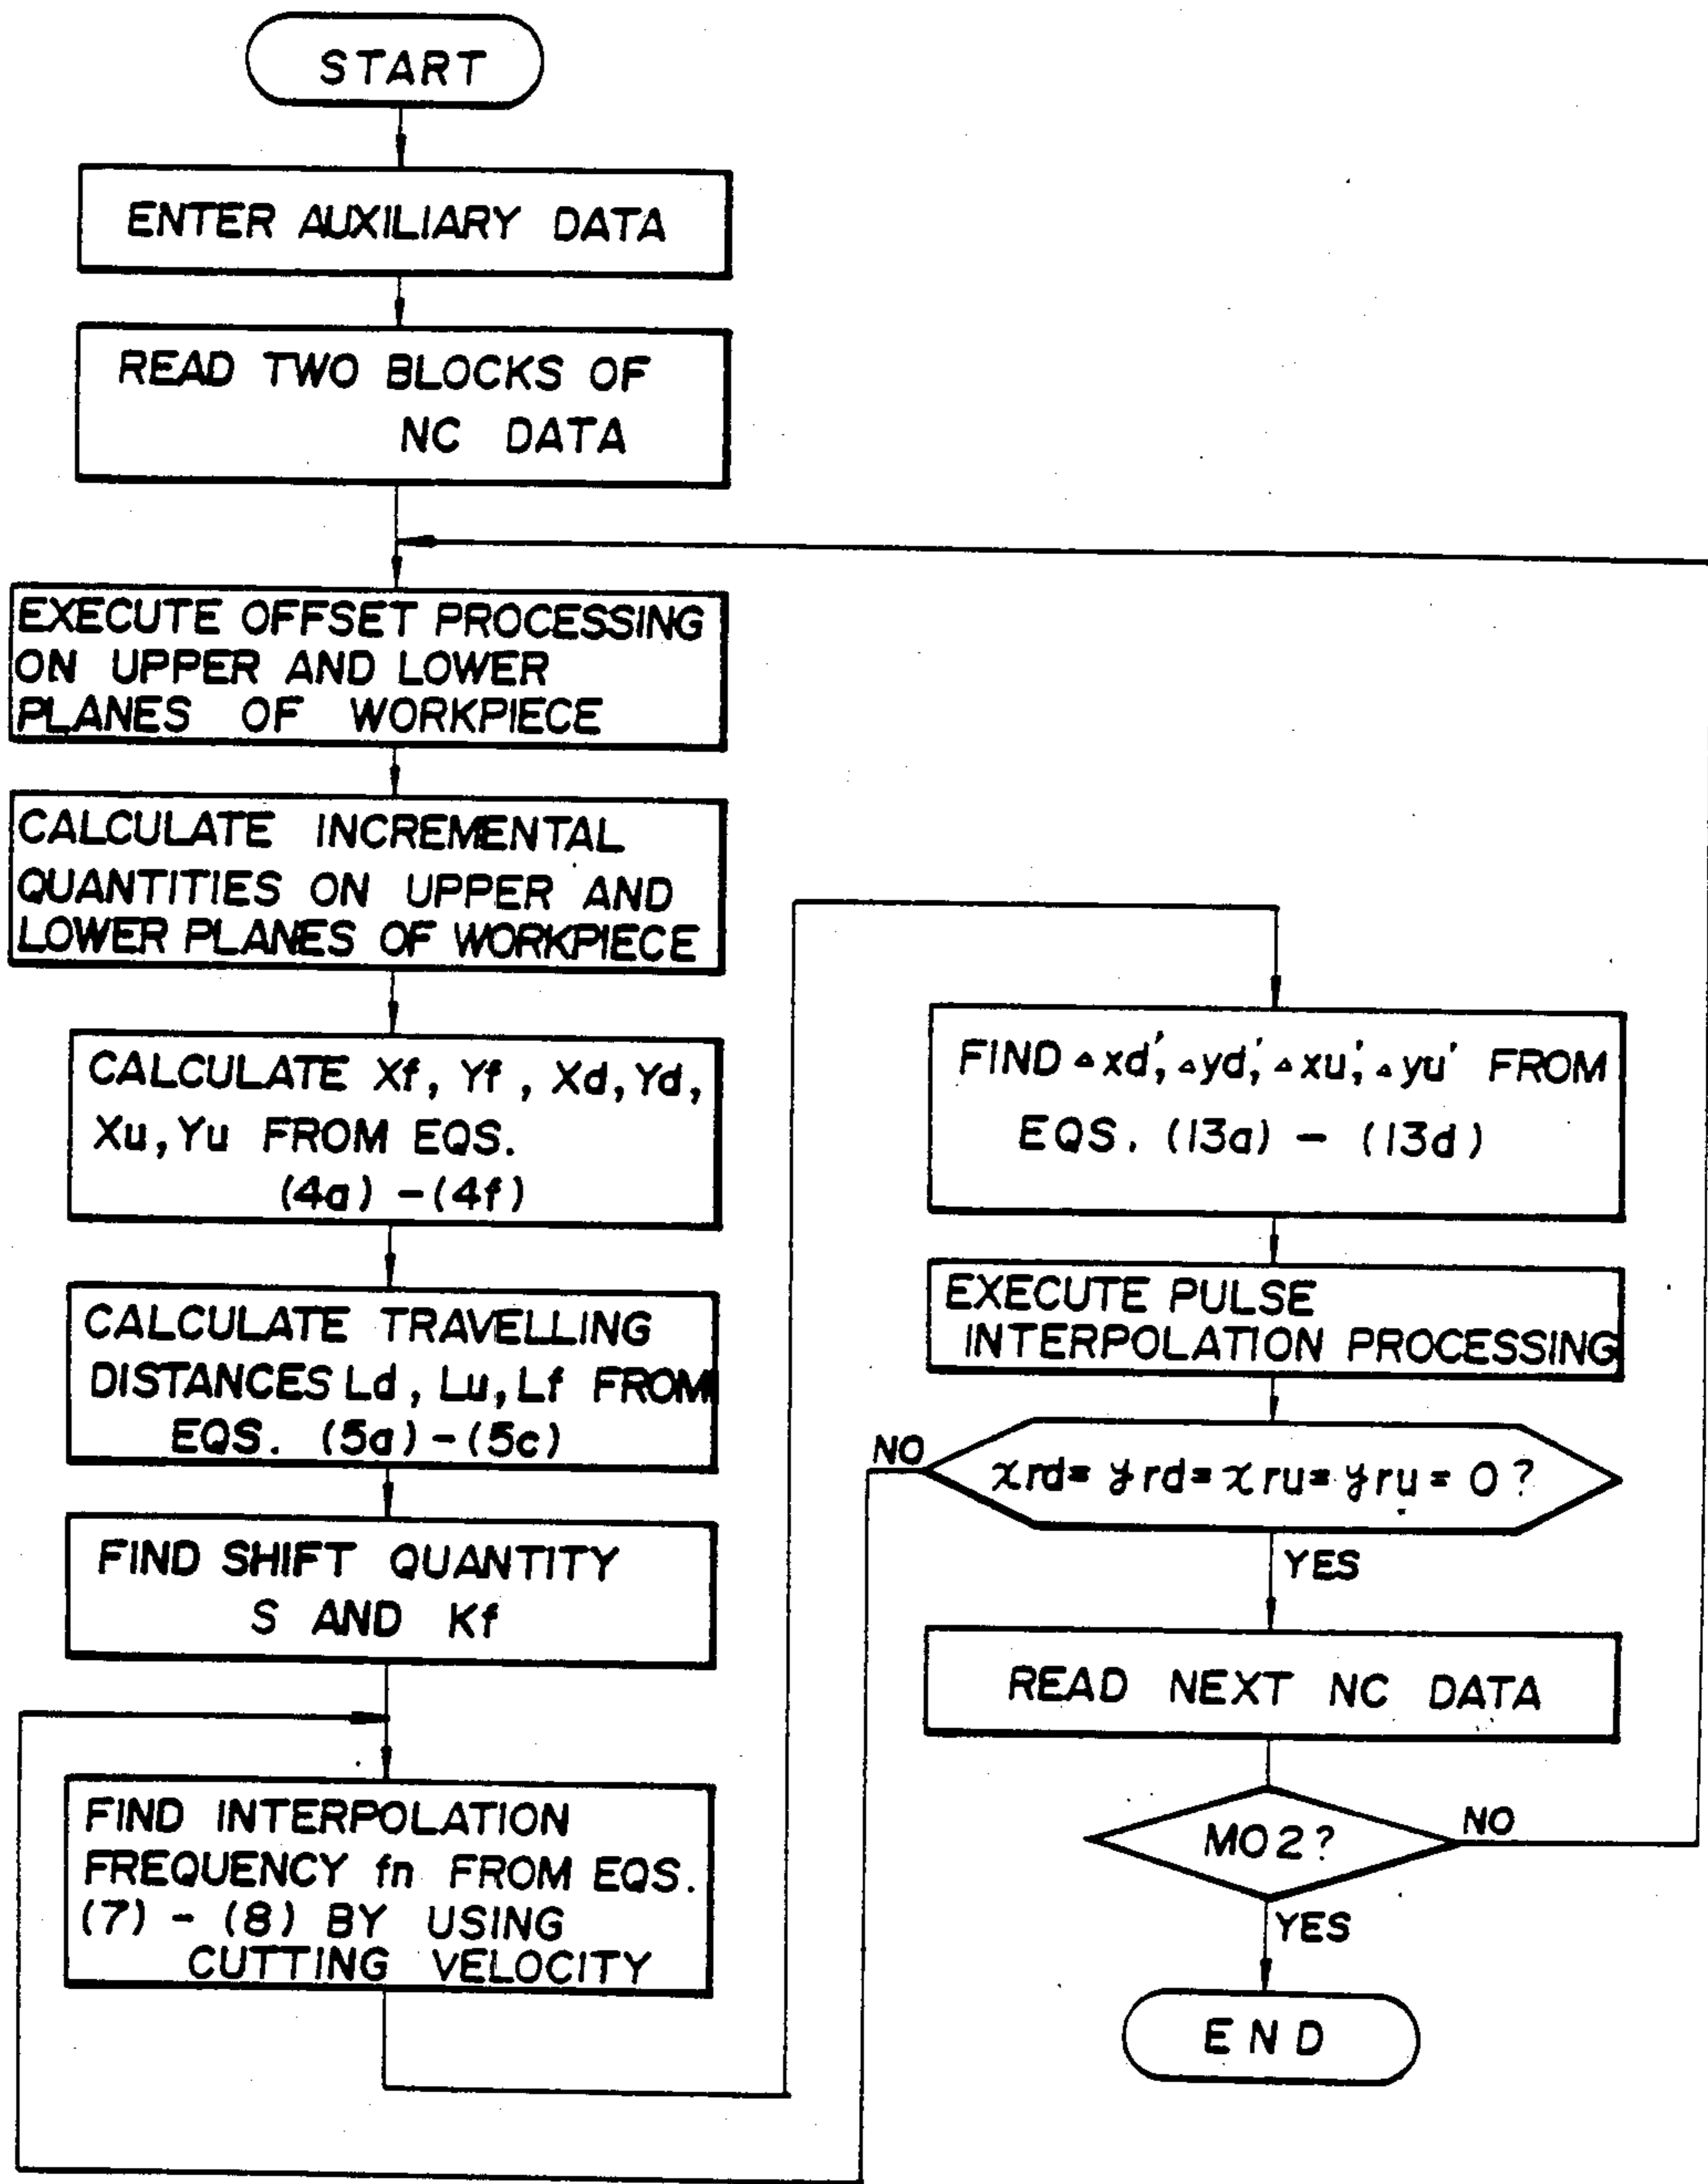 START
ENTER AUXILIARY DATA
READ TWO BLOCKS OF
NC DATA
EXECUTE OFFSET PROCESSING
ON UPPER AND LOWER
PLANES OF WORKPIECE
CALCULATE INCREMENTAL
QUANTITIES ON UPPER AND
LOWER PLANES OF WORKPIECE
CALCULATE Xf, Yf, Xd, Yd,
Xu, Yu FROM EQS.
(4a) - (4f)
CALCULATE TRAVELLING
DISTANCES Ld, Lu, Lf FROM
EQS. (5a) - (5c)
FIND SHIFT QUANTITY
S AND Kf
FIND INTERPOLATION
FREQUENCY fn FROM EQS.
(7) - (8) BY USING
CUTTING VELOCITY
FIND △xd', △yd', △xu', △yu' FROM
EQS. (13a) - (13d)
EXECUTE PULSE
INTERPOLATION PROCESSING
NO
xrd = yrd = xru = yru = 0 ?
YES
READ NEXT NC DATA
MO2?
NO
YES
END